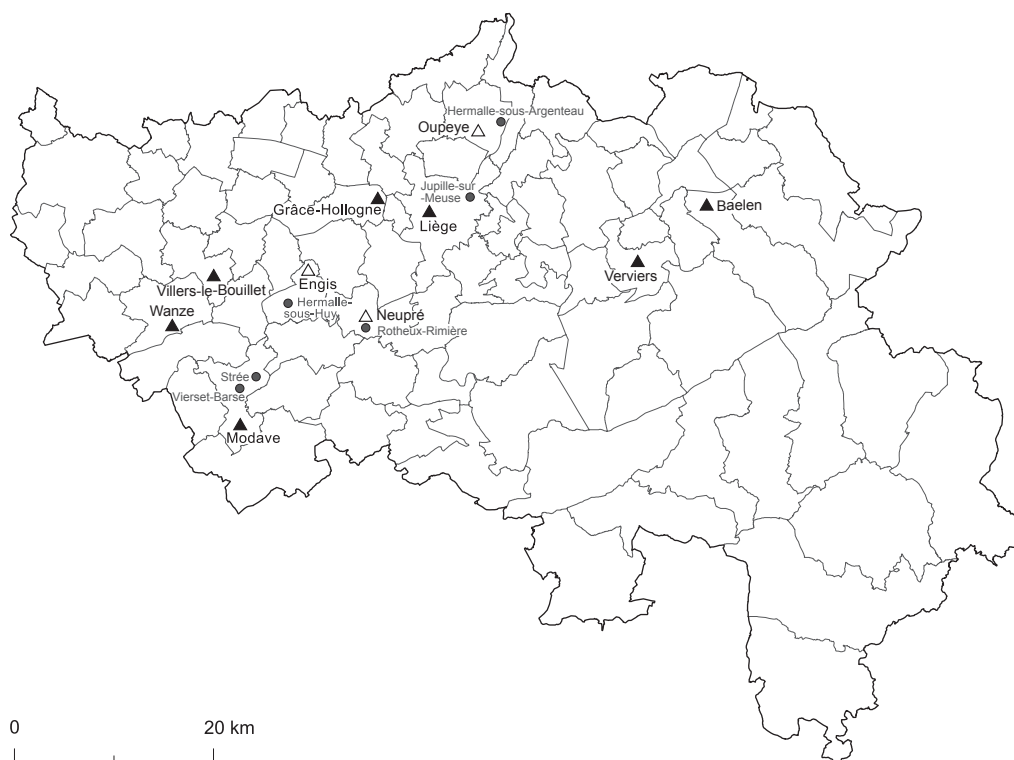 Hermalle-sous-Argenteau
Oupeye
Jupille-sur
-Meuse
Grâce-Hollogne
Liège
Baelen
Verviers
Engis
Villers-le-Bouillet
Hermalle-
sous-Huy
Wanze
Neupré
Rotheux-Rimière
Strée
Vierset-Barse
Modave
0
20 km